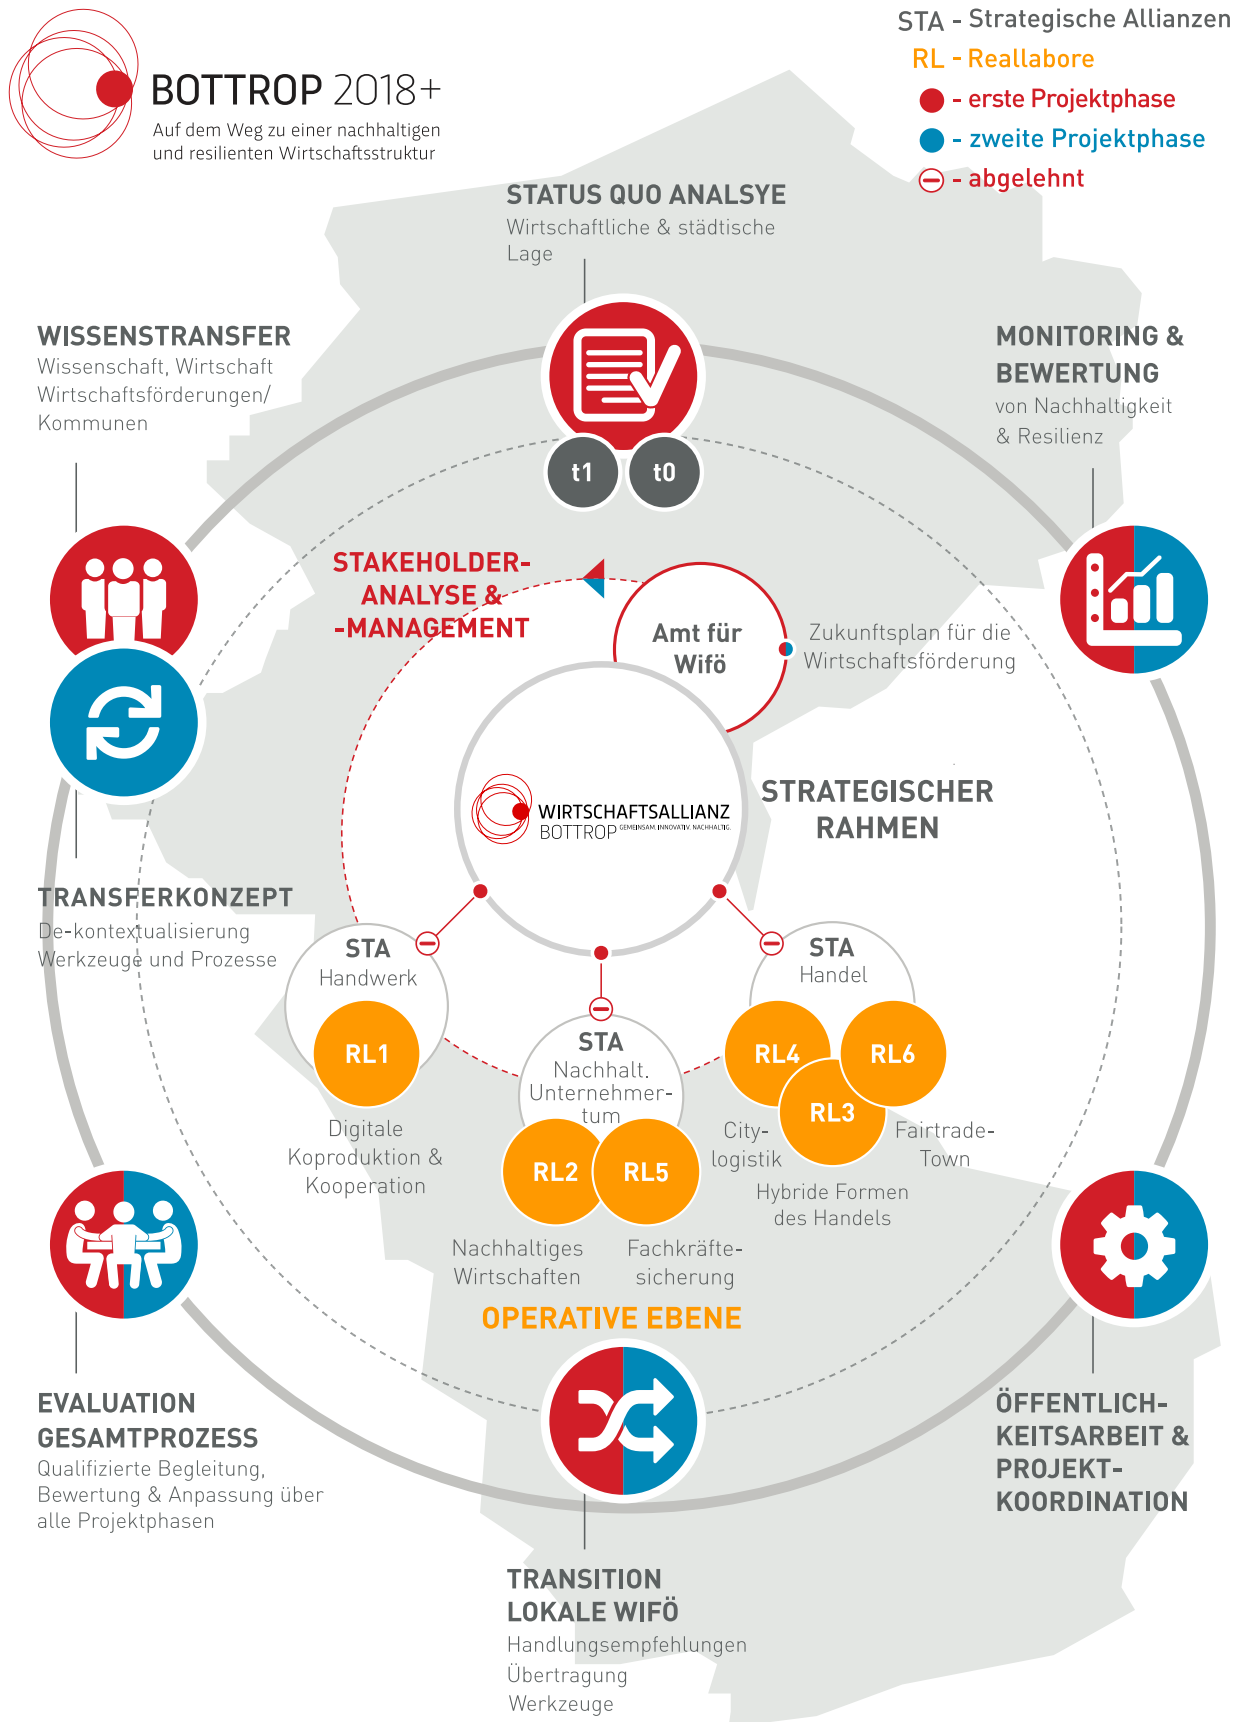 BOTTROP 2018+
Auf dem Weg zu einer nachhaltigen
und resilienten Wirtschaftsstruktur
STA - Strategische Allianzen
RL - Reallabore
- erste Projektphase
- zweite Projektphase
- abgelehnt
STATUS QUO ANALSYE
Wirtschaftliche & städtische
Lage
WISSENSTRANSFER
Wissenschaft, Wirtschaft
Wirtschaftsförderungen/
Kommunen
MONITORING &
BEWERTUNG
von Nachhaltigkeit
& Resilienz
t1
t0
STAKEHOLDER-
ANALYSE &
-MANAGEMENT
Amt für
Wifö
Zukunftsplan für die
Wirtschaftsförderung
WIRTSCHAFTSALLIANZ
BOTTROP GEMEINSAM. INNOVATIV. NACHHALTIG.
STRATEGISCHER
RAHMEN
TRANSFERKONZEPT
De-kontextualisierung
Werkzeuge und Prozesse
STA
Handwerk
RL1
Digitale
Koproduktion &
Kooperation
STA
Nachhalt.
Unternehmer-
tum
RL2
RL5
Nachhaltiges
Wirtschaften
Fachkräfte-
sicherung
STA
Handel
RL4
RL6
RL3
City-
logistik
Fairtrade-
Town
Hybride Formen
des Handels
OPERATIVE EBENE
EVALUATION
GESAMTPROZESS
Qualifizierte Begleitung,
Bewertung & Anpassung über
alle Projektphasen
ÖFFENTLICH-
KEITSARBEIT &
PROJEKT-
KOORDINATION
TRANSITION
LOKALE WIFÖ
Handlungsempfehlungen
Übertragung
Werkzeuge